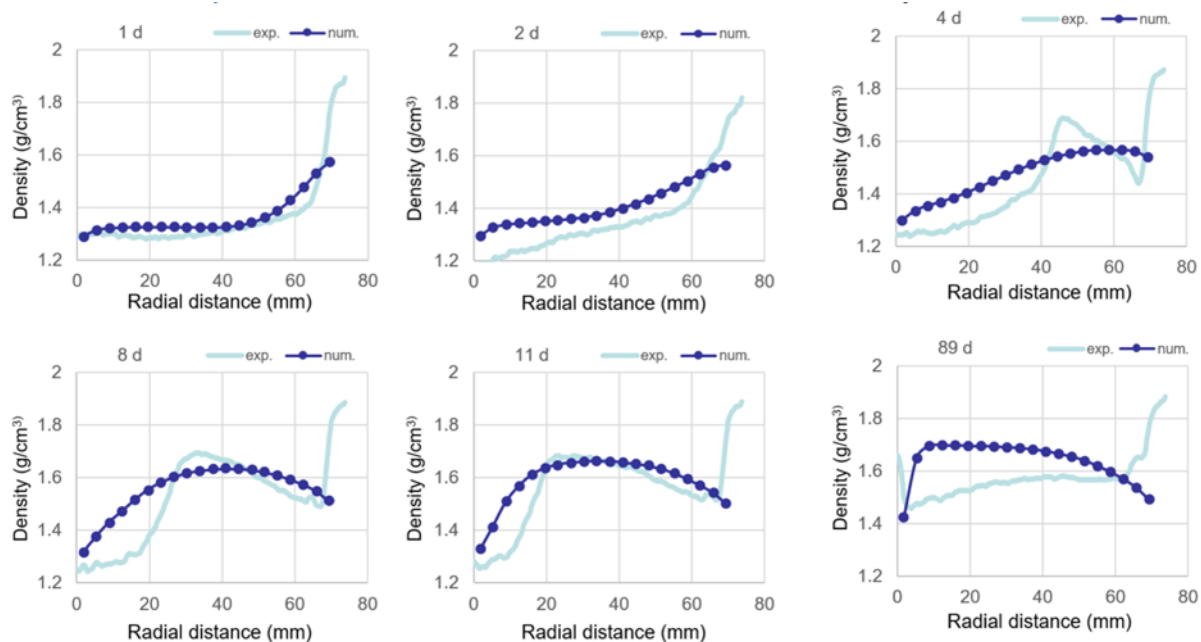 1 d exp. num.
2
1.8
1.6
1.4
1.2
Density (g/cm³⁾
0 20 40 60 80
Radial distance (mm)
2 d exp. num.
2
1.8
1.6
1.4
1.2
Density (g/cm³⁾
0 20 40 60 80
Radial distance (mm)
4 d exp. num.
2
1.8
1.6
1.4
1.2
Density (g/cm³⁾
0 20 40 60 80
Radial distance (mm)
8 d exp. num.
2
1.8
1.6
1.4
1.2
Density (g/cm³⁾
0 20 40 60 80
Radial distance (mm)
11 d exp. num.
2
1.8
1.6
1.4
1.2
Density (g/cm³⁾
0 20 40 60 80
Radial distance (mm)
89 d exp. num.
2
1.8
1.6
1.4
1.2
Density (g/cm³⁾
0 20 40 60 80
Radial distance (mm)